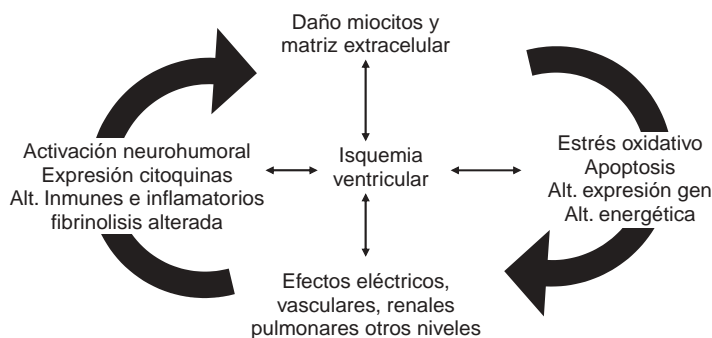 Daño miocitos y
matriz extracelular
Activación neurohumoral
Expresión citoquinas
Alt. Inmunes e inflamatorios
fibrinolisis alterada
Isquemia
ventricular
Estrés oxidativo
Apoptosis
Alt. expresión gen
Alt. energética
Efectos eléctricos,
vasculares, renales
pulmonares otros niveles